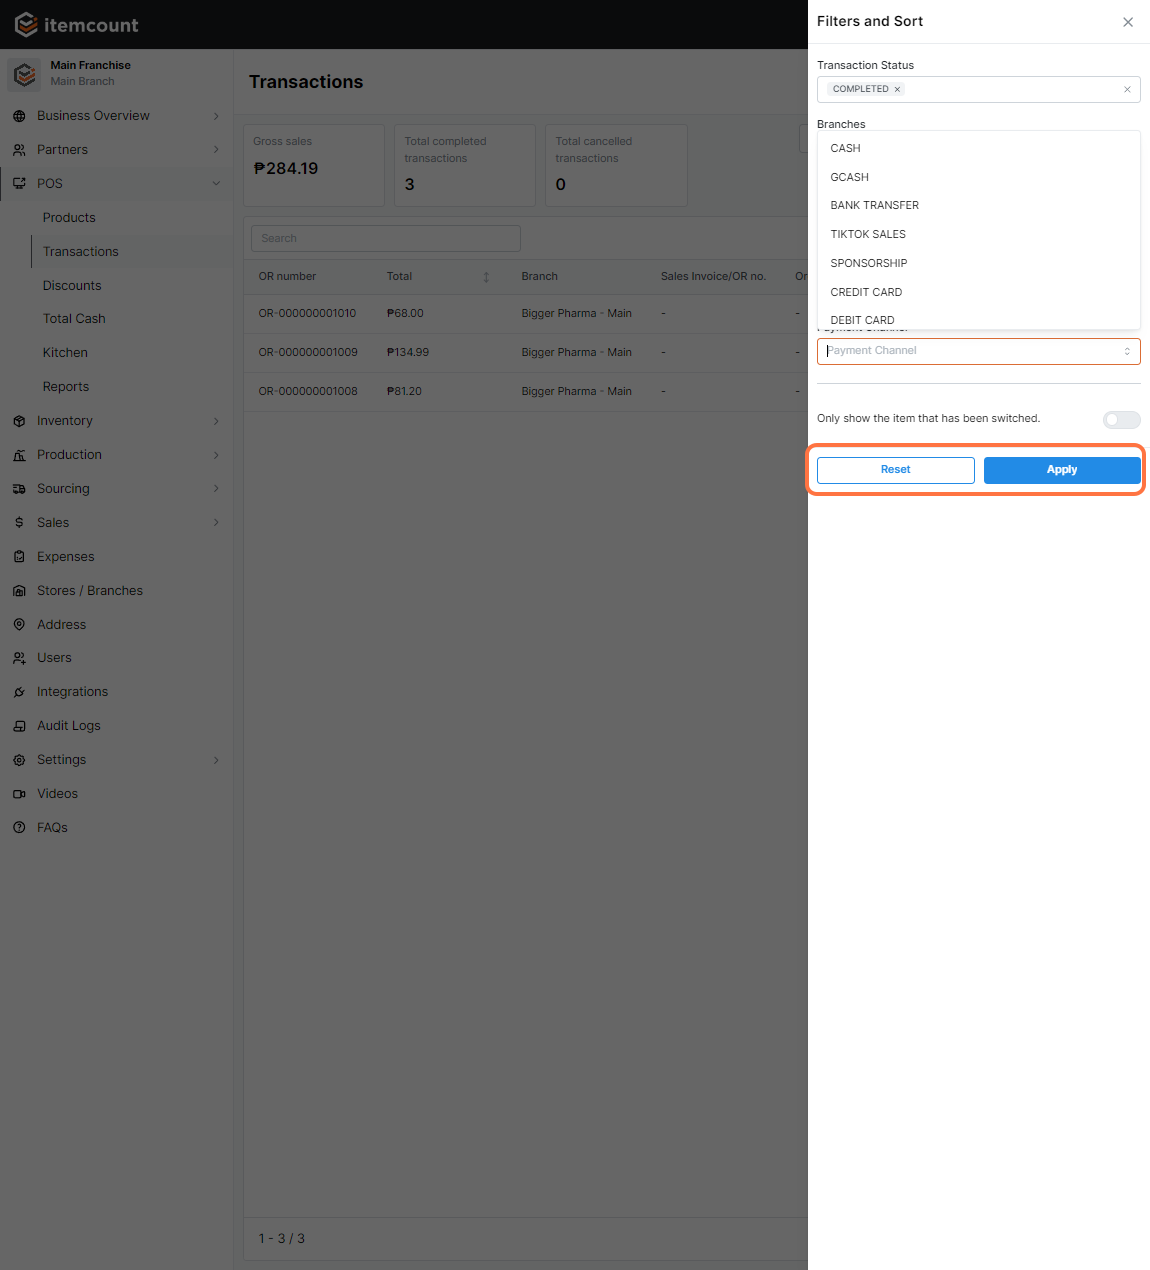 itemcount
Main Franchise
Main Branch
Business Overview
Partners
POS
Products
Transactions
Discounts
Total Cash
Kitchen
Reports
Inventory
Production
Sourcing
Sales
Expenses
Stores / Branches
Address
Users
Integrations
Audit Logs
Settings
Videos
FAQs
Transactions
Gross sales
₱284.19
Total completed
transactions
3
Total cancelled
transactions
0
Search
OR number Total Branch Sales Invoice/OR no. Or
OR-000000001010 ₱68.00 Bigger Pharma - Main - -
OR-000000001009 ₱134.99 Bigger Pharma - Main - -
OR-000000001008 ₱81.20 Bigger Pharma - Main - -
1 - 3 / 3
Filters and Sort
Transaction Status
COMPLETED
Branches
CASH
GCASH
BANK TRANSFER
TIKTOK SALES
SPONSORSHIP
CREDIT CARD
DEBIT CARD
Payment Channel
Payment Channel
Only show the item that has been switched.
Reset Apply